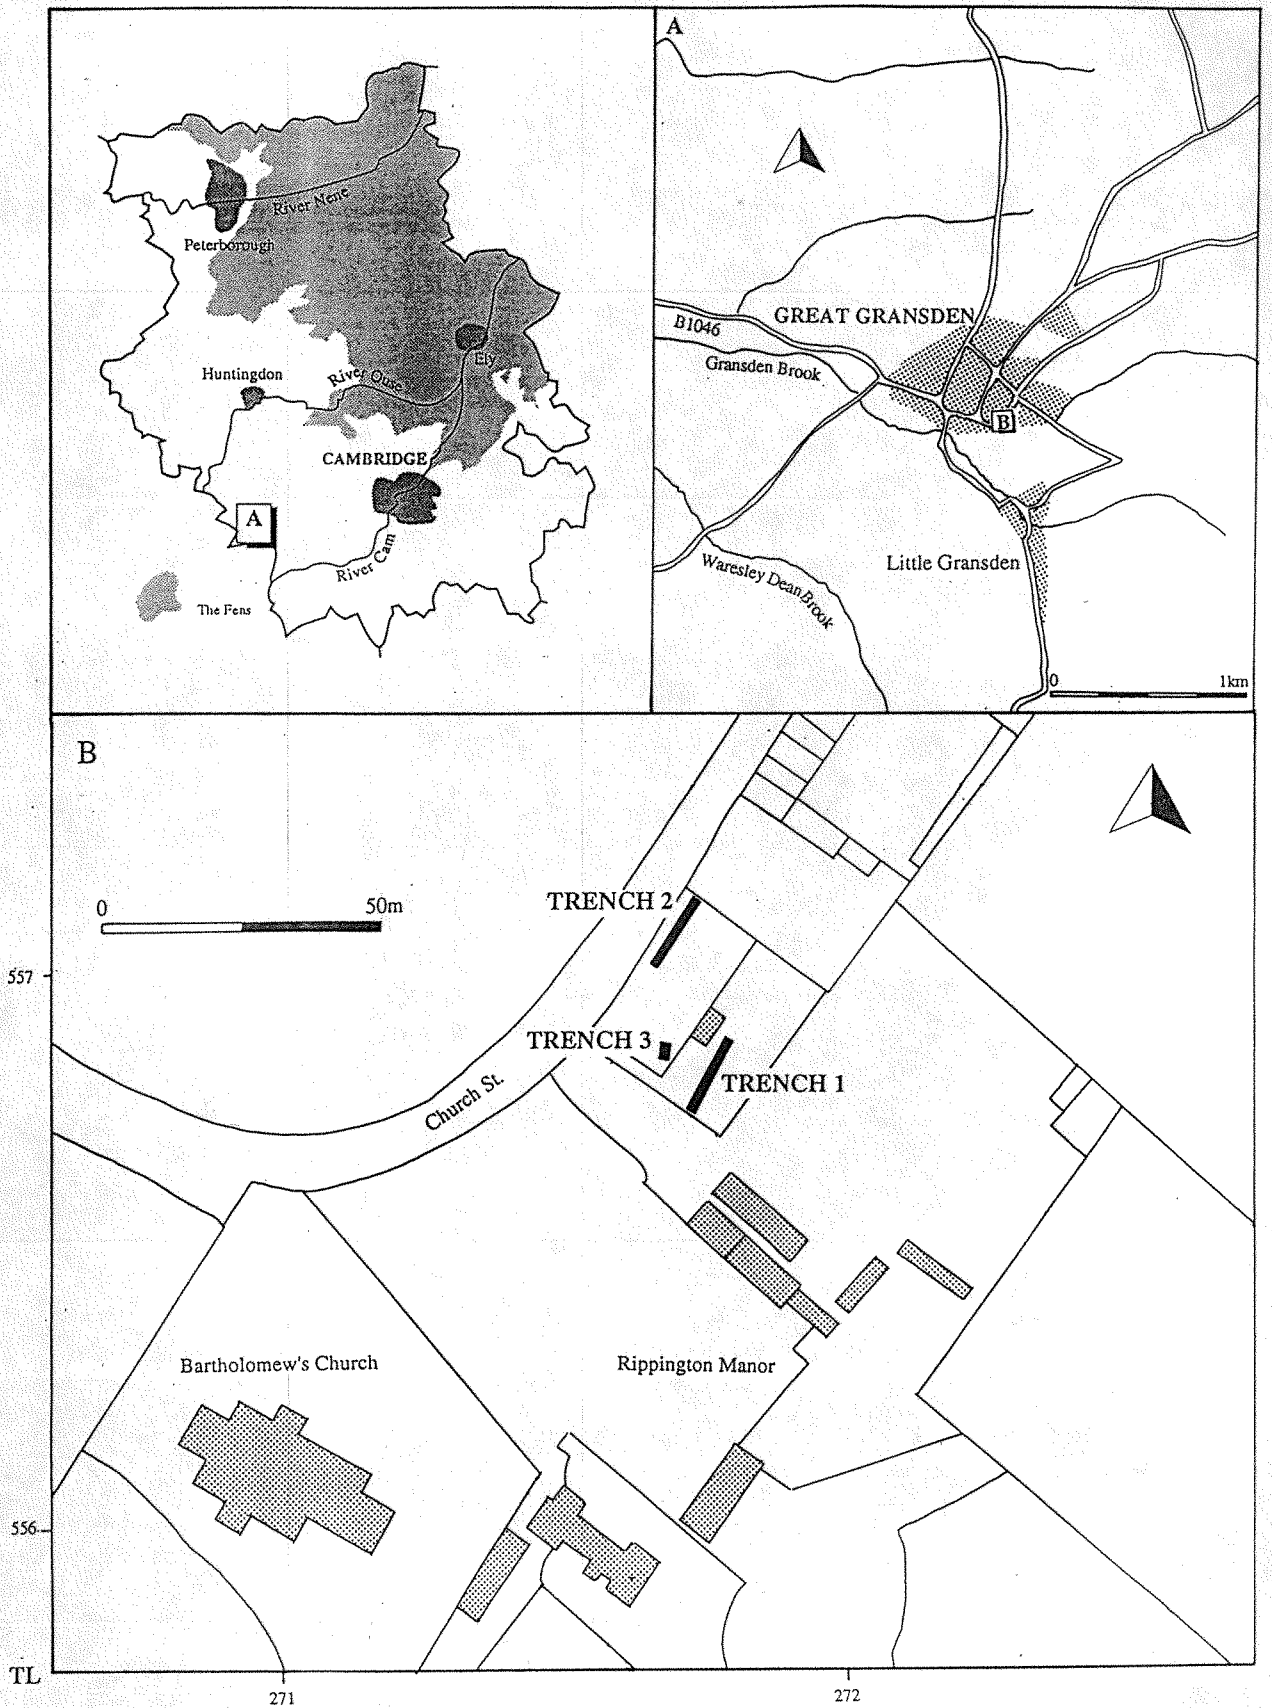 River Nene
Peterborough
Ely
Huntingdon
River Ouse
CAMBRIDGE
A
River Cam
The Fens
A
GREAT GRANSDEN
B1046
Gransden Brook
B
Little Gransden
Waresley Dean Brook
0 1km
B
TRENCH 2
0 50m
557
TRENCH 3
TRENCH 1
Church St.
Bartholomew's Church
Rippington Manor
556
TL
271
272